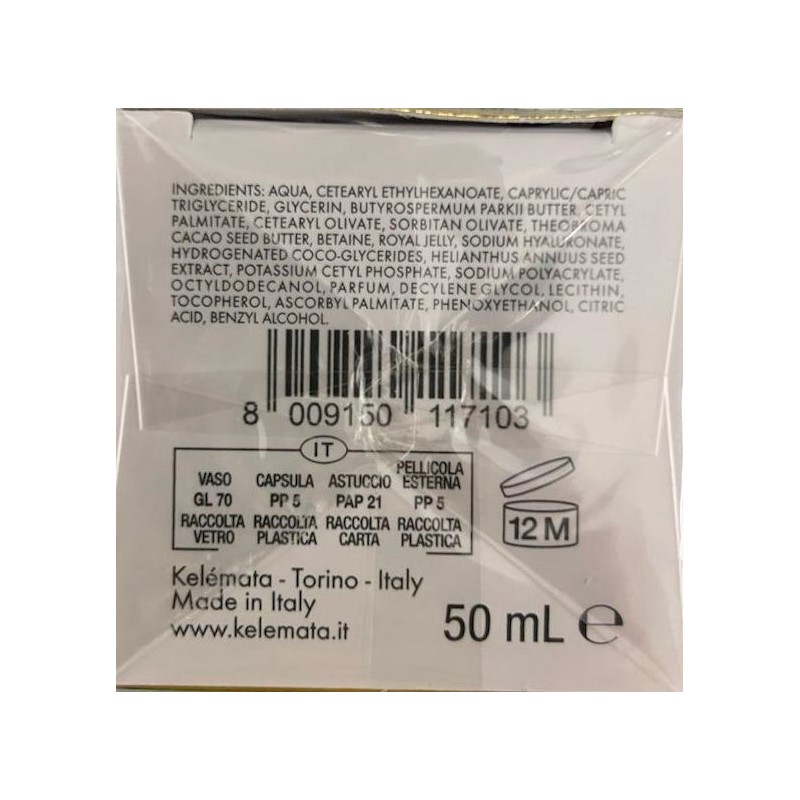 INGREDIENTS: AQUA, CETEARYL ETHYLHEXANOATE, CAPRYLIC/CAPRIC
TRIGLYCERIDE, GLYCERIN, BUTYROSPERMUM PARKII BUTTER, CETYL
PALMITATE, CETEARYL OLIVATE, SORBITAN OLIVATE, THEOBROMA
CACAO SEED BUTTER, BETAINE, ROYAL JELLY, SODIUM HYALURONATE,
HYDROGENATED COCO-GLYCERIDES, HELIANTHUS ANNUUS SEED
EXTRACT, POTASSIUM CETYL PHOSPHATE, SODIUM POLYACRYLATE,
OCTYLDODECANOL, PARFUM, DECYLENE GLYCOL, LECITHIN,
TOCOPHEROL, ASCORBYL PALMITATE, PHENOXYETHANOL, CITRIC
ACID, BENZYL ALCOHOL.
8 009150 117103
IT
VASO CAPSULA ASTUCCIO PELLICOLA ESTERNA
GL 70 PP 5 PAP 21 PP 5
RACCOLTA RACCOLTA RACCOLTA RACCOLTA
VETRO PLASTICA CARTA PLASTICA
12 M
Kelémata - Torino - Italy
Made in Italy
www.kelemata.it
50 mL e